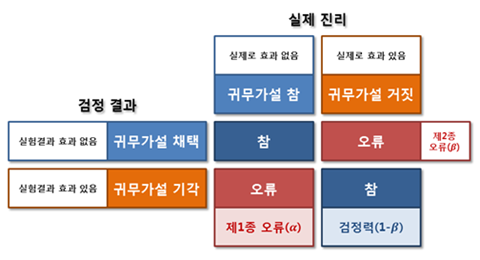 실제 진리
실제로 효과 없음 실제로 효과 있음
귀무가설 참 귀무가설 거짓
검정 결과
실험결과 효과 없음 귀무가설 채택 참 오류 제2종
오류(β)
실험결과 효과 있음 귀무가설 기각 오류 참
제1종 오류(α) 검정력(1-β)